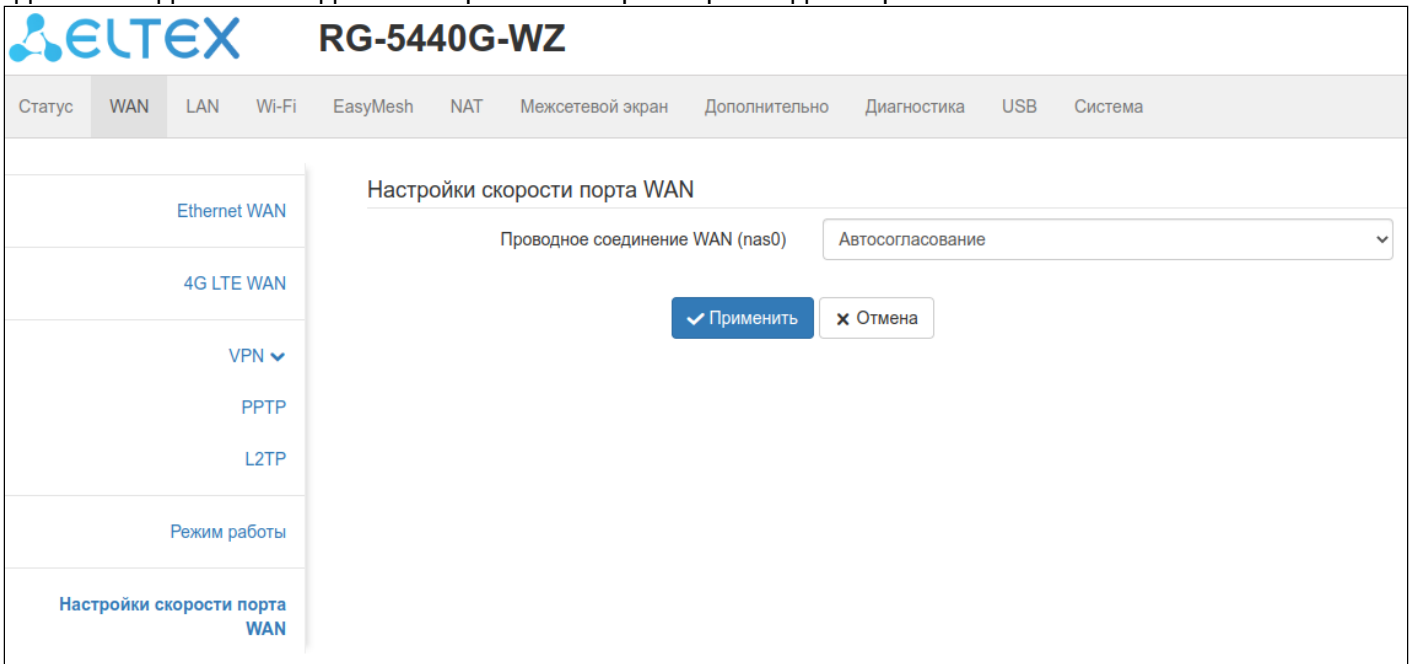 ELTEX RG-5440G-WZ
Статус WAN LAN Wi-Fi EasyMesh NAT Межсетевой экран Дополнительно Диагностика USB Система
Настройки скорости порта WAN
Ethernet WAN
Проводное соединение WAN (nas0) Автосогласование
4G LTE WAN
Применить Отмена
VPN
PPTP
L2TP
Режим работы
Настройки скорости порта
WAN